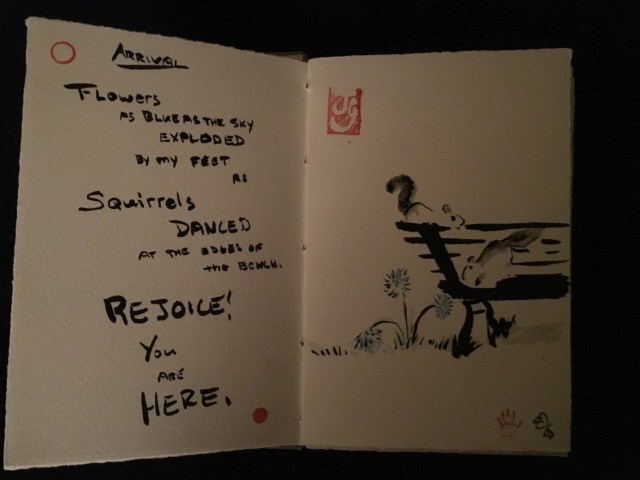 ARRIVAL
FLOWERS
AS BLUE AS THE SKY
EXPLODED
BY MY FEET
AS
SQUIRRELS
DANCED
AT THE EDGES OF
THE BENCH.
REJOICE!
YOU
ARE
HERE.